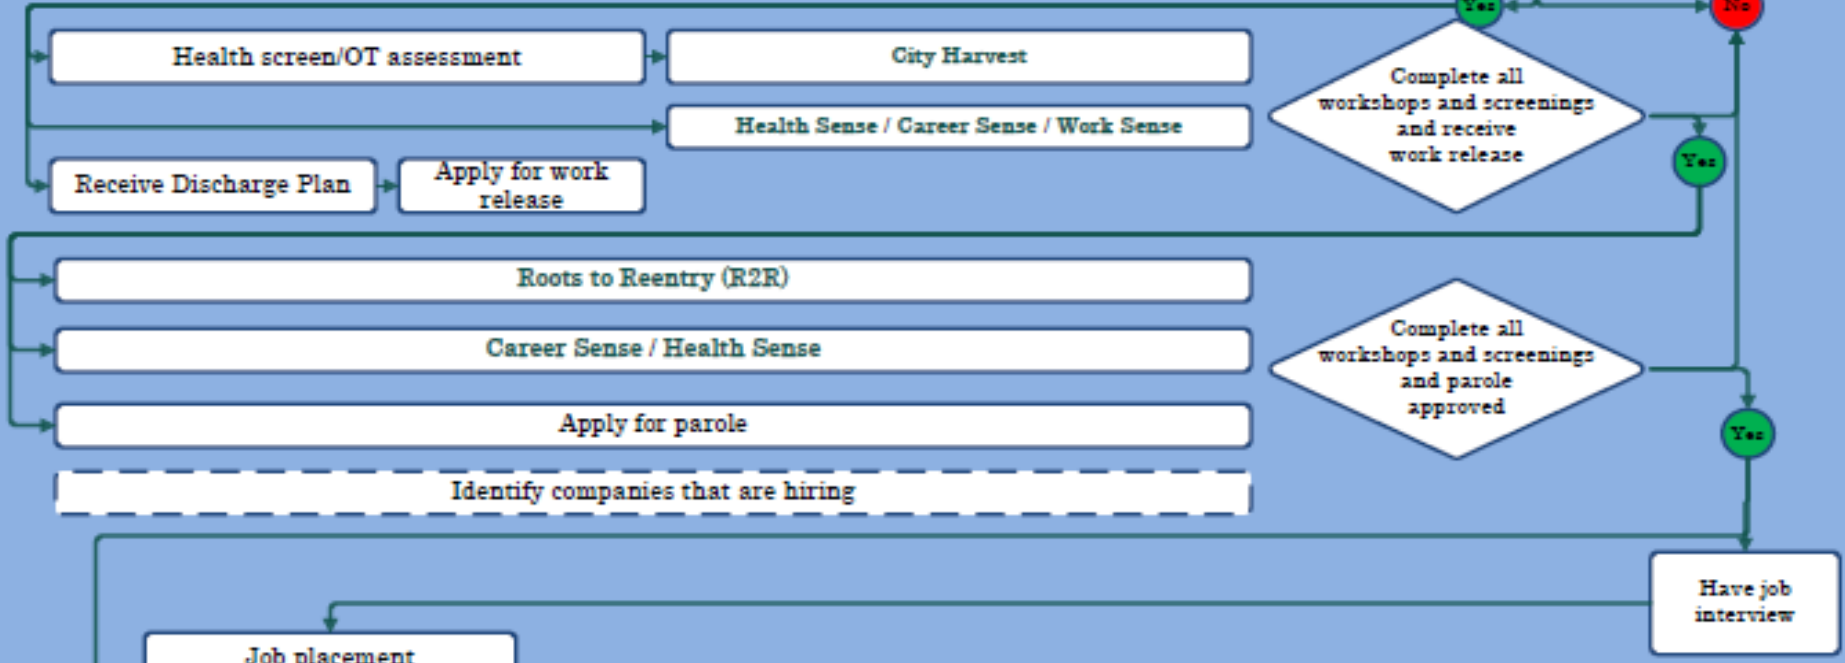 Yes
No
Health screen/OT assessment
City Harvest
Complete all
workshops and screenings
and receive
work release
Health Sense / Career Sense / Work Sense
Yes
Receive Discharge Plan
Apply for work
release
Roots to Reentry (R2R)
Career Sense / Health Sense
Complete all
workshops and screenings
and parole
approved
Apply for parole
Yes
Identify companies that are hiring
Have job
interview
Job placement